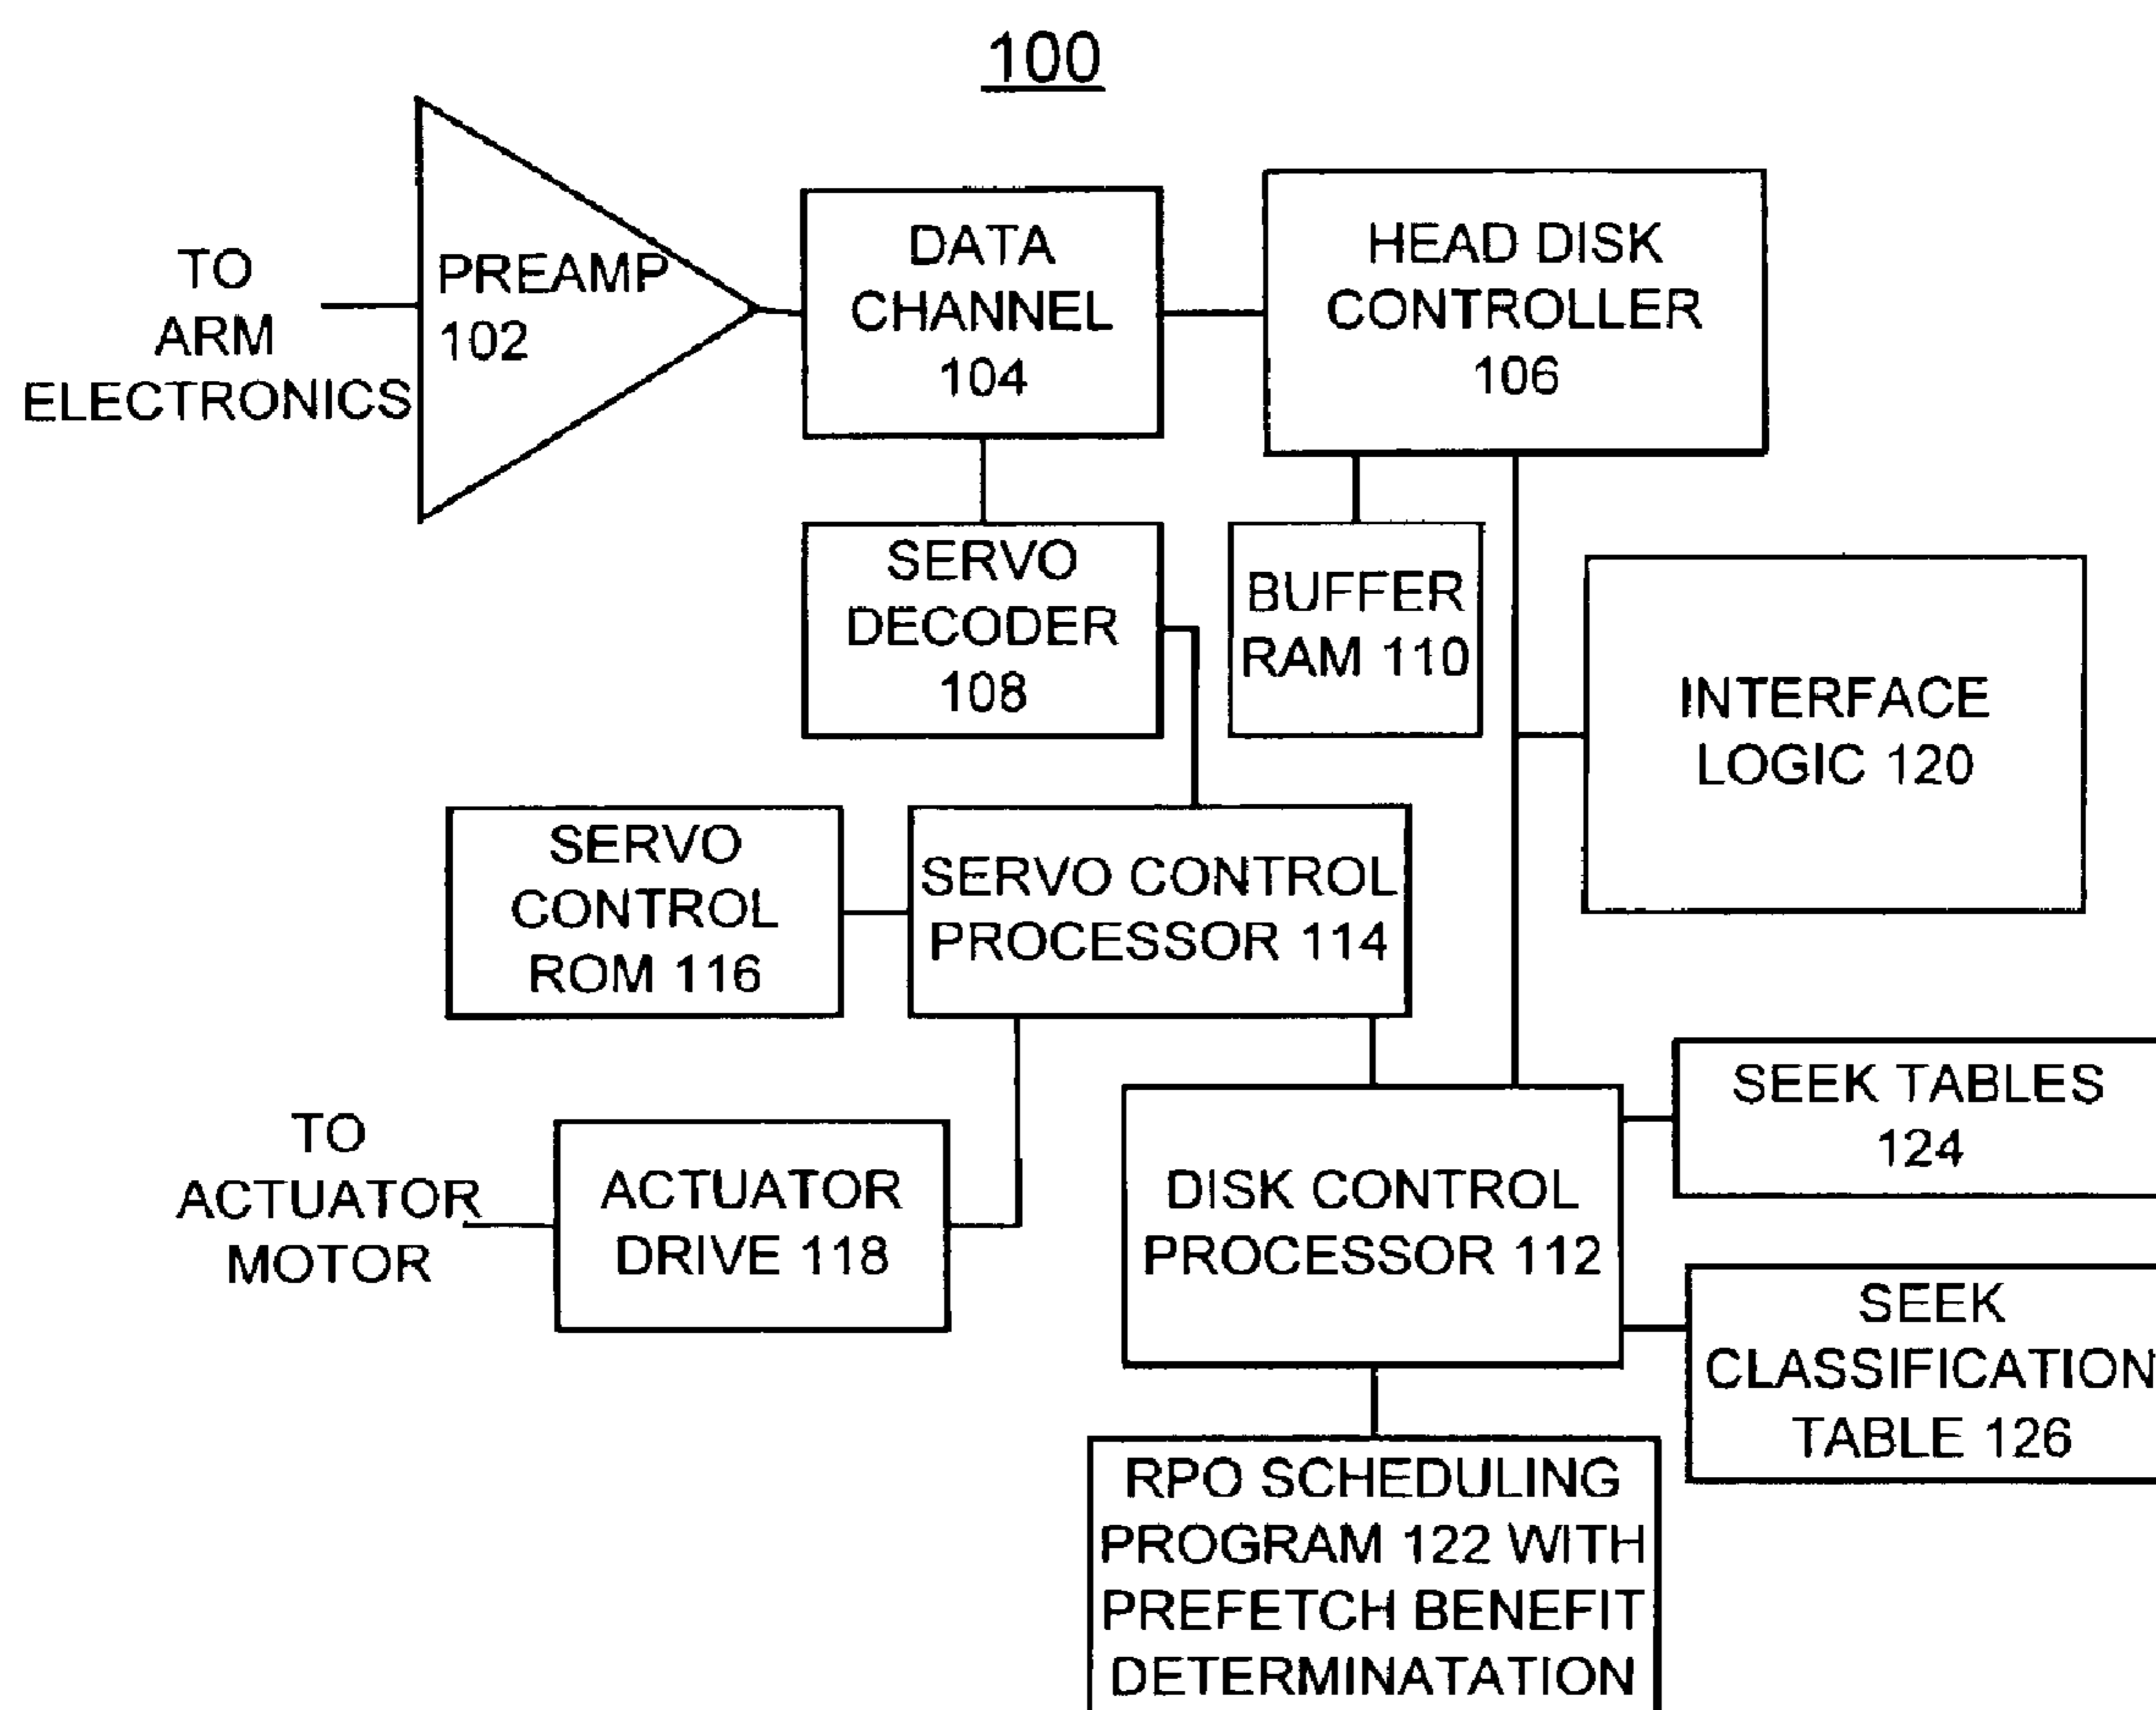 100
TO
ARM
ELECTRONICS
PREAMP
102
DATA
CHANNEL
104
HEAD DISK
CONTROLLER
106
SERVO
DECODER
108
BUFFER
RAM 110
INTERFACE
LOGIC 120
SERVO
CONTROL
ROM 116
SERVO CONTROL
PROCESSOR 114
SEEK TABLES
124
TO
ACTUATOR
MOTOR
ACTUATOR
DRIVE 118
DISK CONTROL
PROCESSOR 112
SEEK
CLASSIFICATION
TABLE 126
RPO SCHEDULING
PROGRAM 122 WITH
PREFETCH BENEFIT
DETERMINATATION